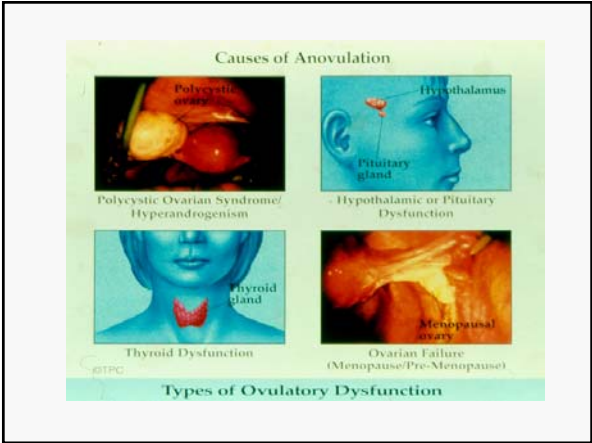 Causes of Anovulation
Polycystic
ovary
Polycystic Ovarian Syndrome/
Hyperandrogenism
Hypothalamus
Pituitary
gland
Hypothalamic or Pituitary
Dysfunction
Thyroid
gland
Thyroid Dysfunction
Menopausal
ovary
Ovarian Failure
(Menopause/Pre-Menopause)
Types of Ovulatory Dysfunction